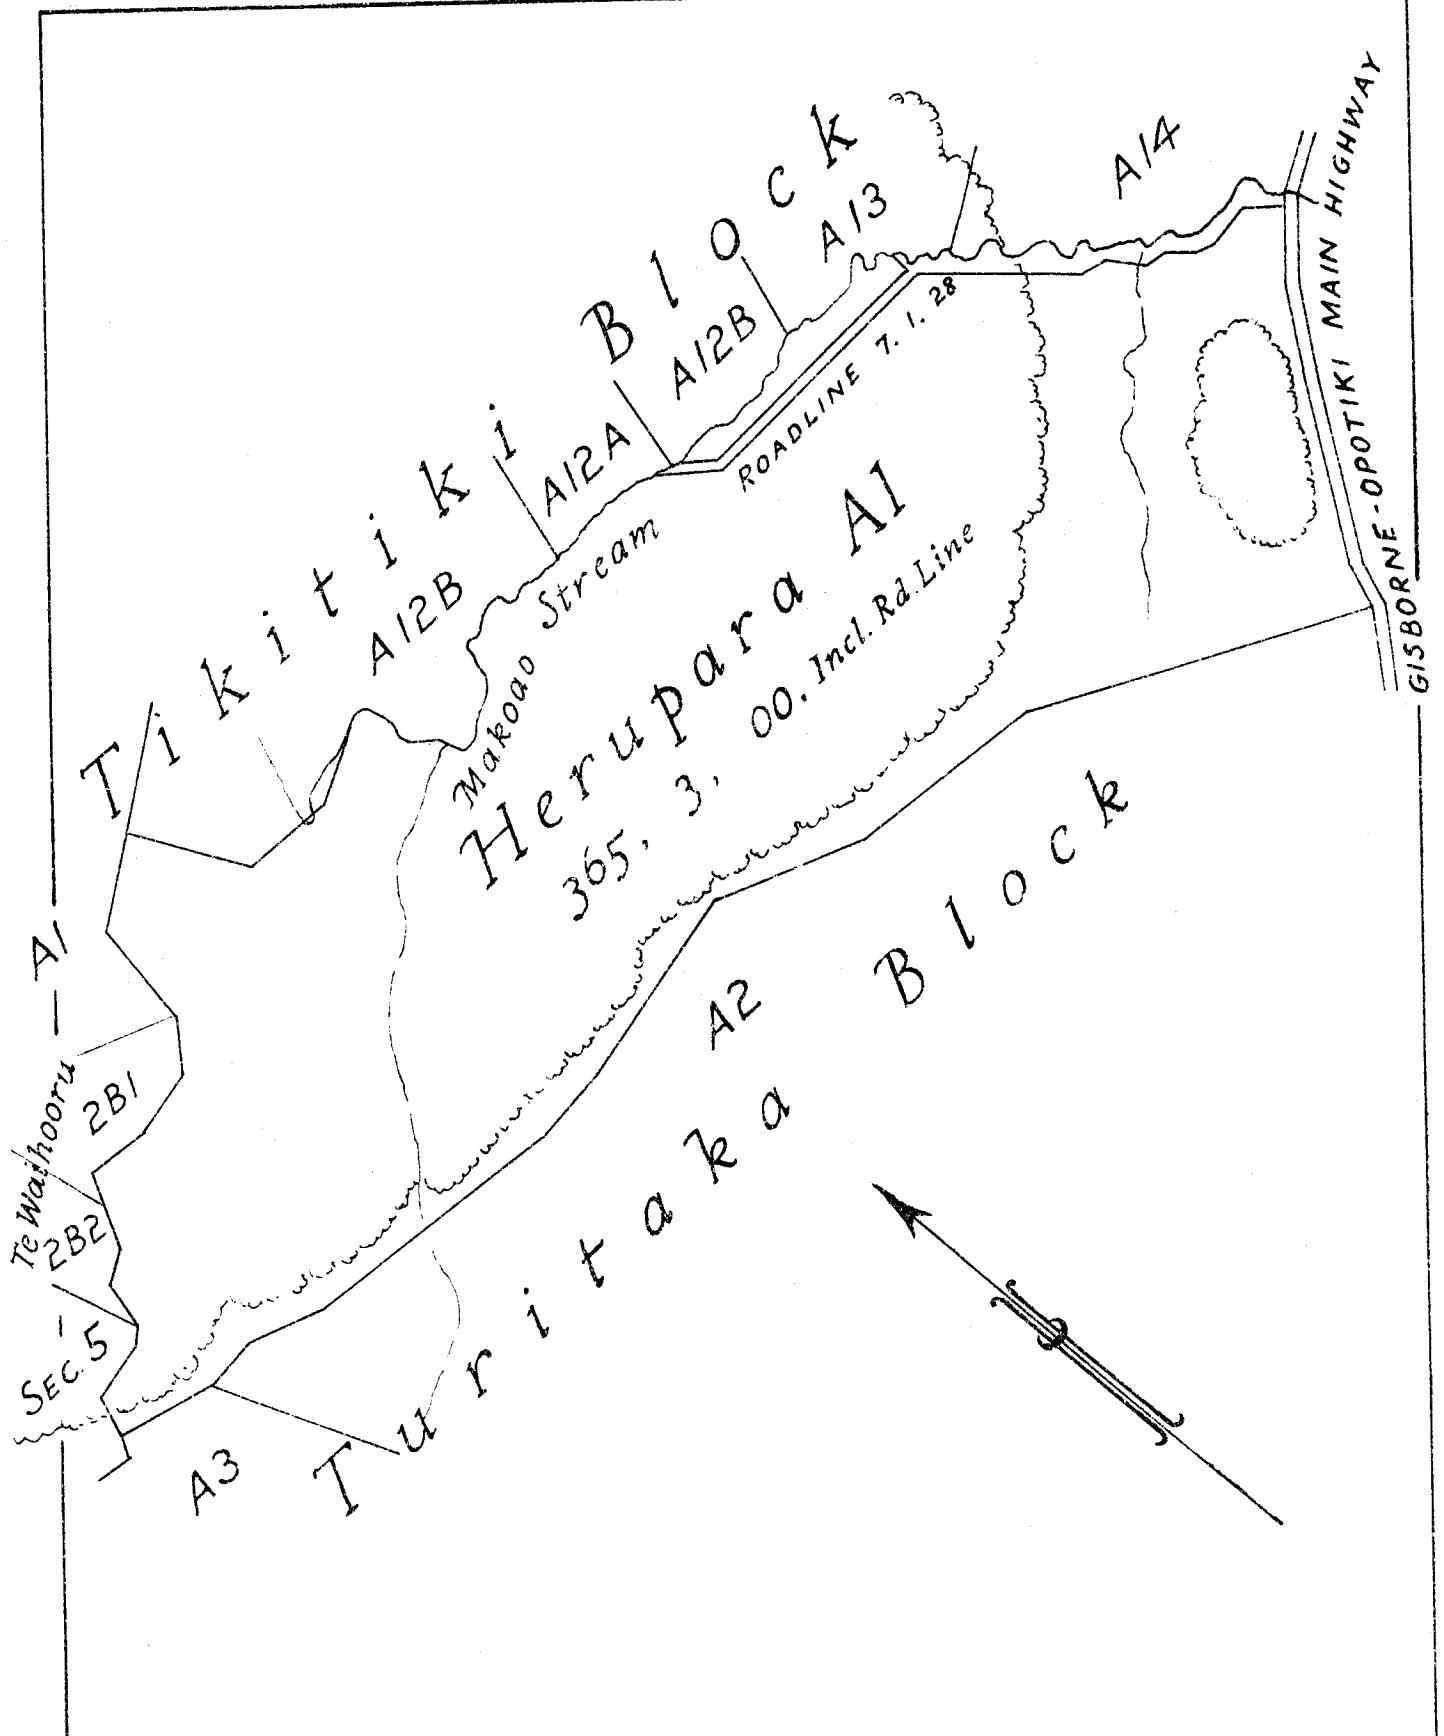 Tikitiki Block
A14
A13
A12B
A12A
A12B
GISBORNE-OPOTIKI MAIN HIGHWAY
ROADLINE 7. 1. 28
Makoao Stream
Herupara A1
365. 3. 00. Incl. Rd. Line
A1
Te Waihooru
2B1
2B2
SEC. 5
A2
A3
Turitaka Block